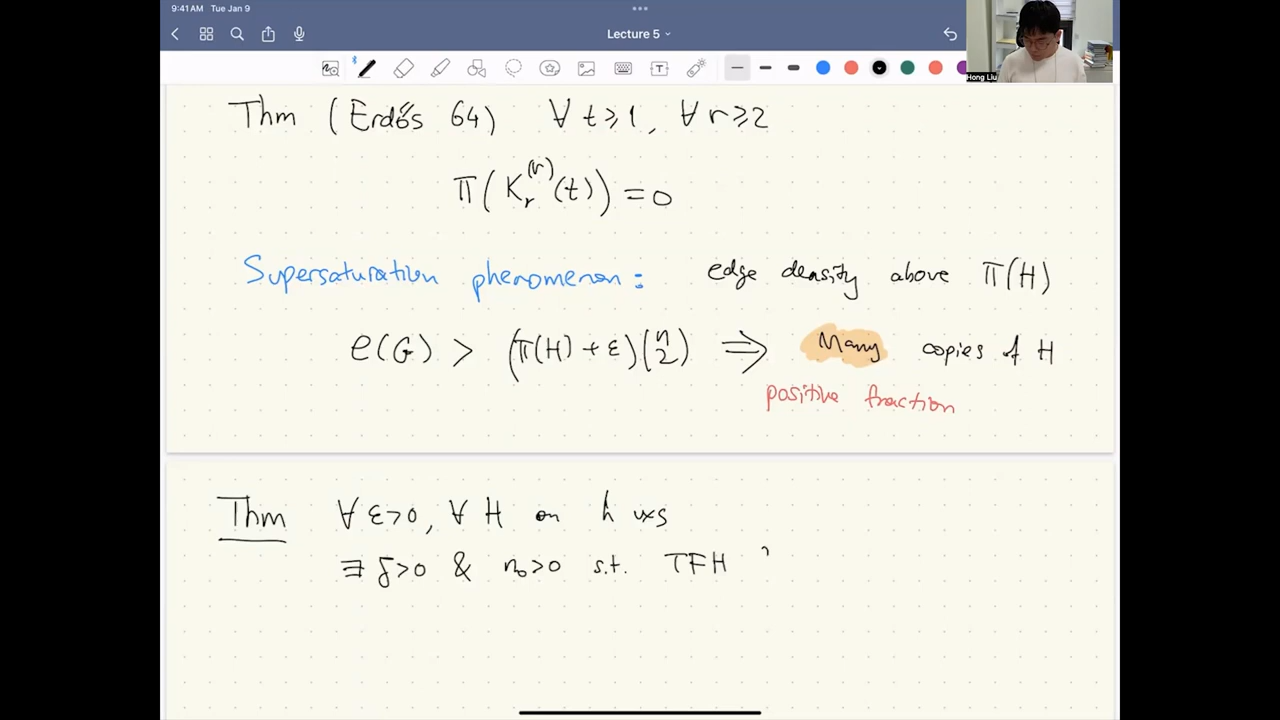 9:41 AM Tue Jan 9
Lecture 5
Hong Liu
Thm (Erdős 64) ∀ t≥1, ∀ r≥2
π(K_r^{(r)}(t)) = 0
Supersaturation phenomenon: edge density above π(H)
e(G) > (π(H) + ε)(n choose 2) ⇒ Many copies of H
positive fraction
Thm ∀ ε>0, ∀ H on h vxs
∃ δ>0 & n₀>0 s.t. TFH